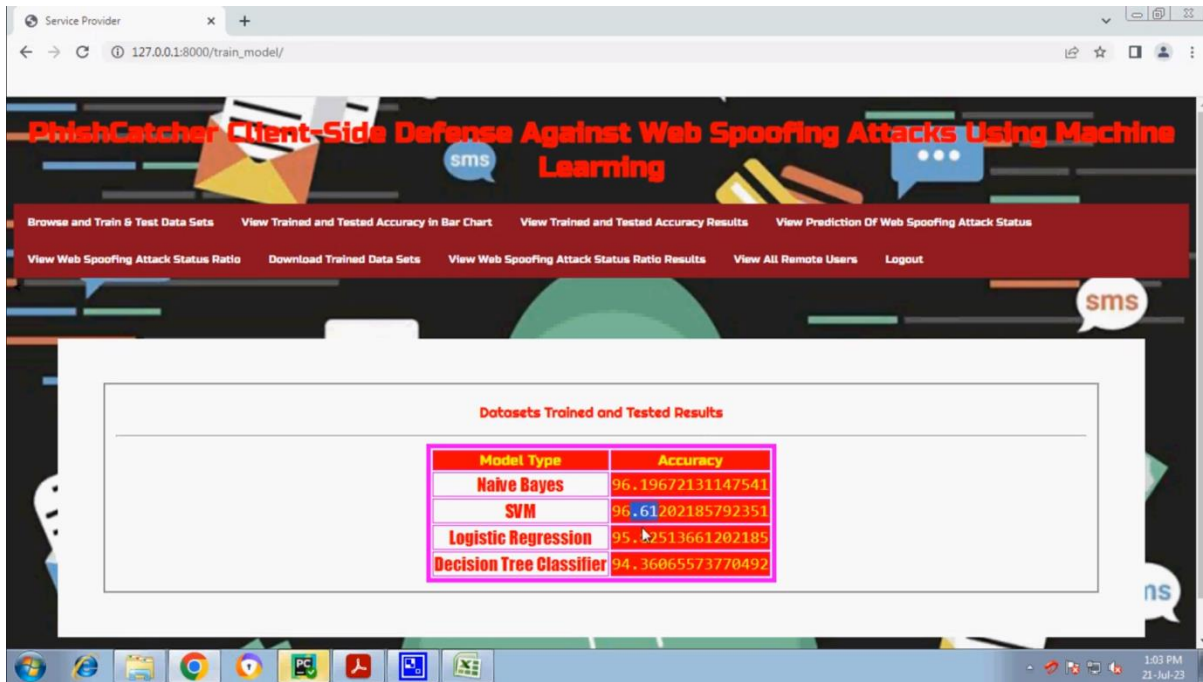 Service Provider
127.0.0.1:8000/train_model/
PhishCatcher Client-Side Defense Against Web Spoofing Attacks Using Machine
Learning
sms
Browse and Train & Test Data Sets View Trained and Tested Accuracy in Bar Chart View Trained and Tested Accuracy Results View Prediction Of Web Spoofing Attack Status
View Web Spoofing Attack Status Ratio Download Trained Data Sets View Web Spoofing Attack Status Ratio Results View All Remote Users Logout
sms
Datasets Trained and Tested Results
Model Type Accuracy
Naive Bayes 96.19672131147541
SVM 96.61202185792351
Logistic Regression
Decision Tree Classifier 94.36065573770492
PC
1:03 PM
21-Jul-23